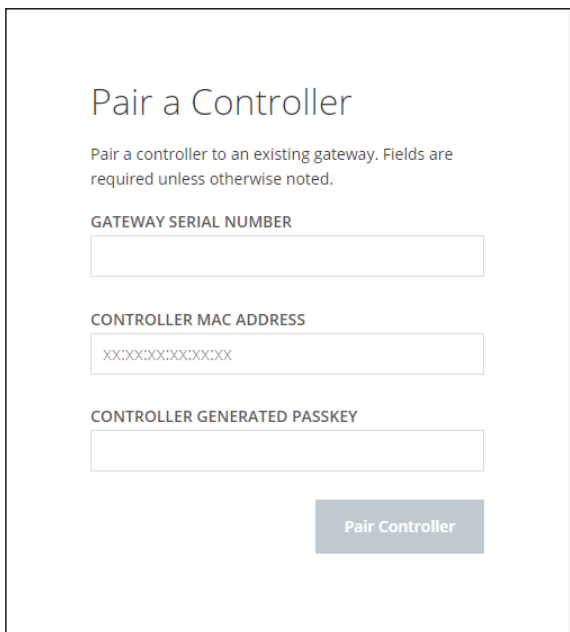 Pair a Controller
Pair a controller to an existing gateway. Fields are
required unless otherwise noted.
GATEWAY SERIAL NUMBER
CONTROLLER MAC ADDRESS
XX:XX:XX:XX:XX:XX
CONTROLLER GENERATED PASSKEY
Pair Controller